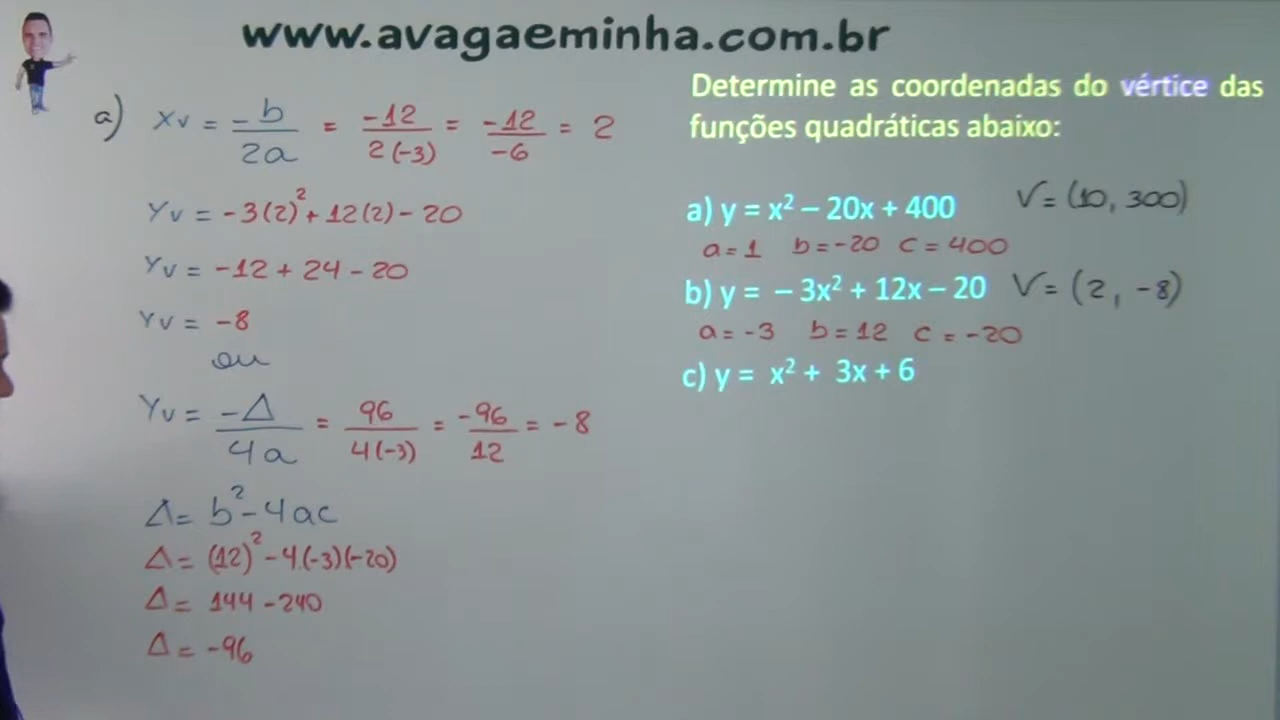 www.avagaeminha.com.br
a) Xv = -b/2a = -12/2(-3) = -12/-6 = 2
Yv = -3(2)² + 12(2) - 20
Yv = -12 + 24 - 20
Yv = -8
ou
Yv = -Δ/4a = 96/4(-3) = -96/12 = -8
Δ = b² - 4ac
Δ = (12)² - 4.(-3)(-20)
Δ = 144 - 240
Δ = -96
Determine as coordenadas do vértice das
funções quadráticas abaixo:
a) y = x² – 20x + 400 V = (10, 300)
a = 1 b = -20 c = 400
b) y = – 3x² + 12x – 20 V = (2, -8)
a = -3 b = 12 c = -20
c) y = x² + 3x + 6